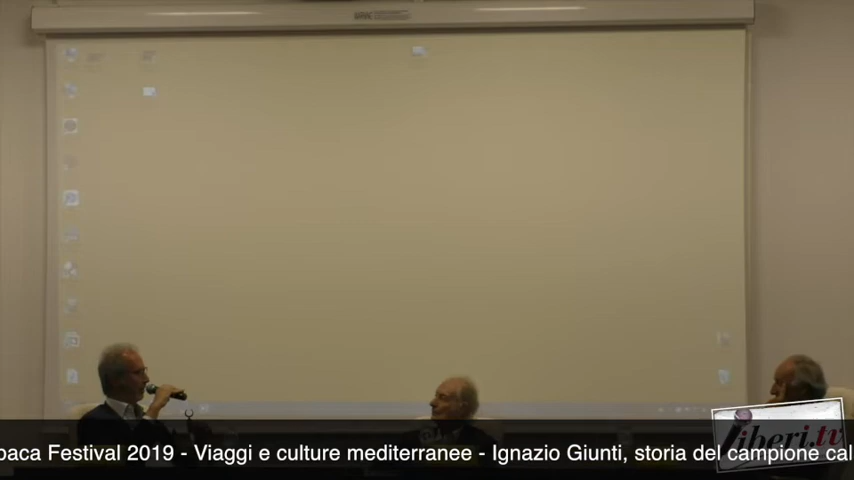 paca Festival 2019 - Viaggi e culture mediterranee - Ignazio Giunti, storia del campione cal
liberi.tv